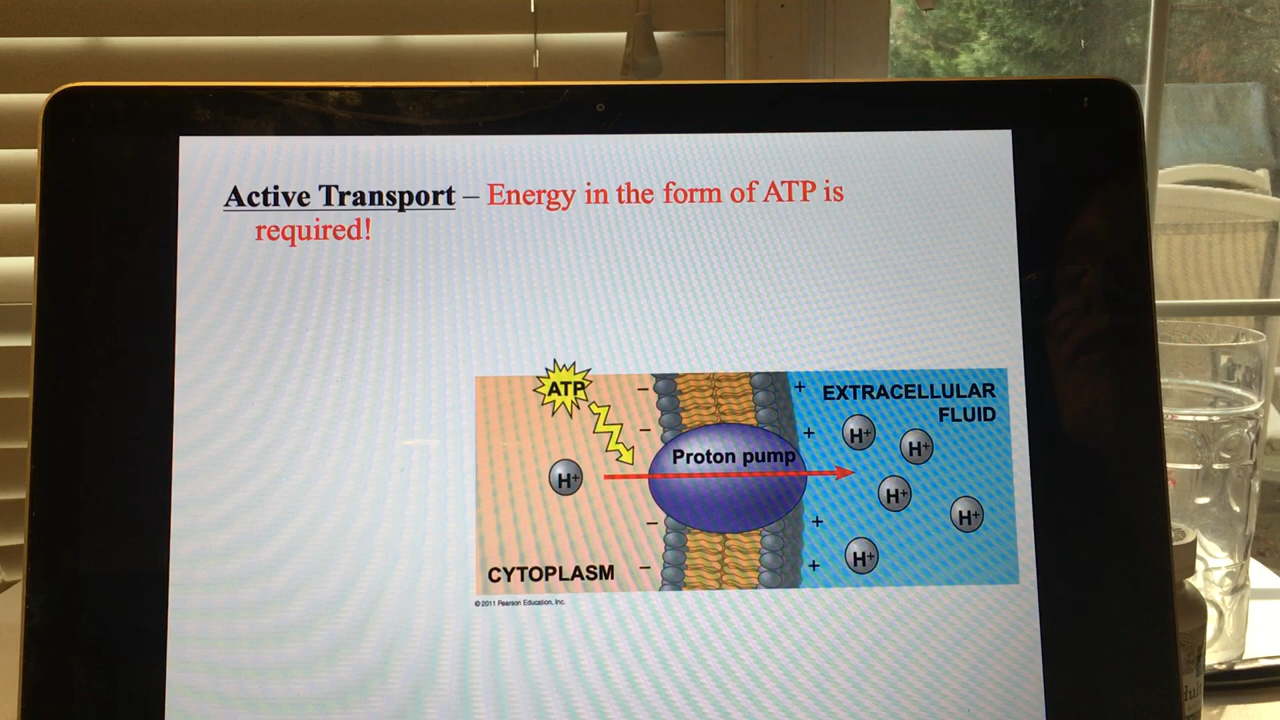 Active Transport – Energy in the form of ATP is
required!
ATP
EXTRACELLULAR
FLUID
H+
H+
Proton pump
H+
H+
H+
H+
CYTOPLASM
© 2011 Pearson Education, Inc.